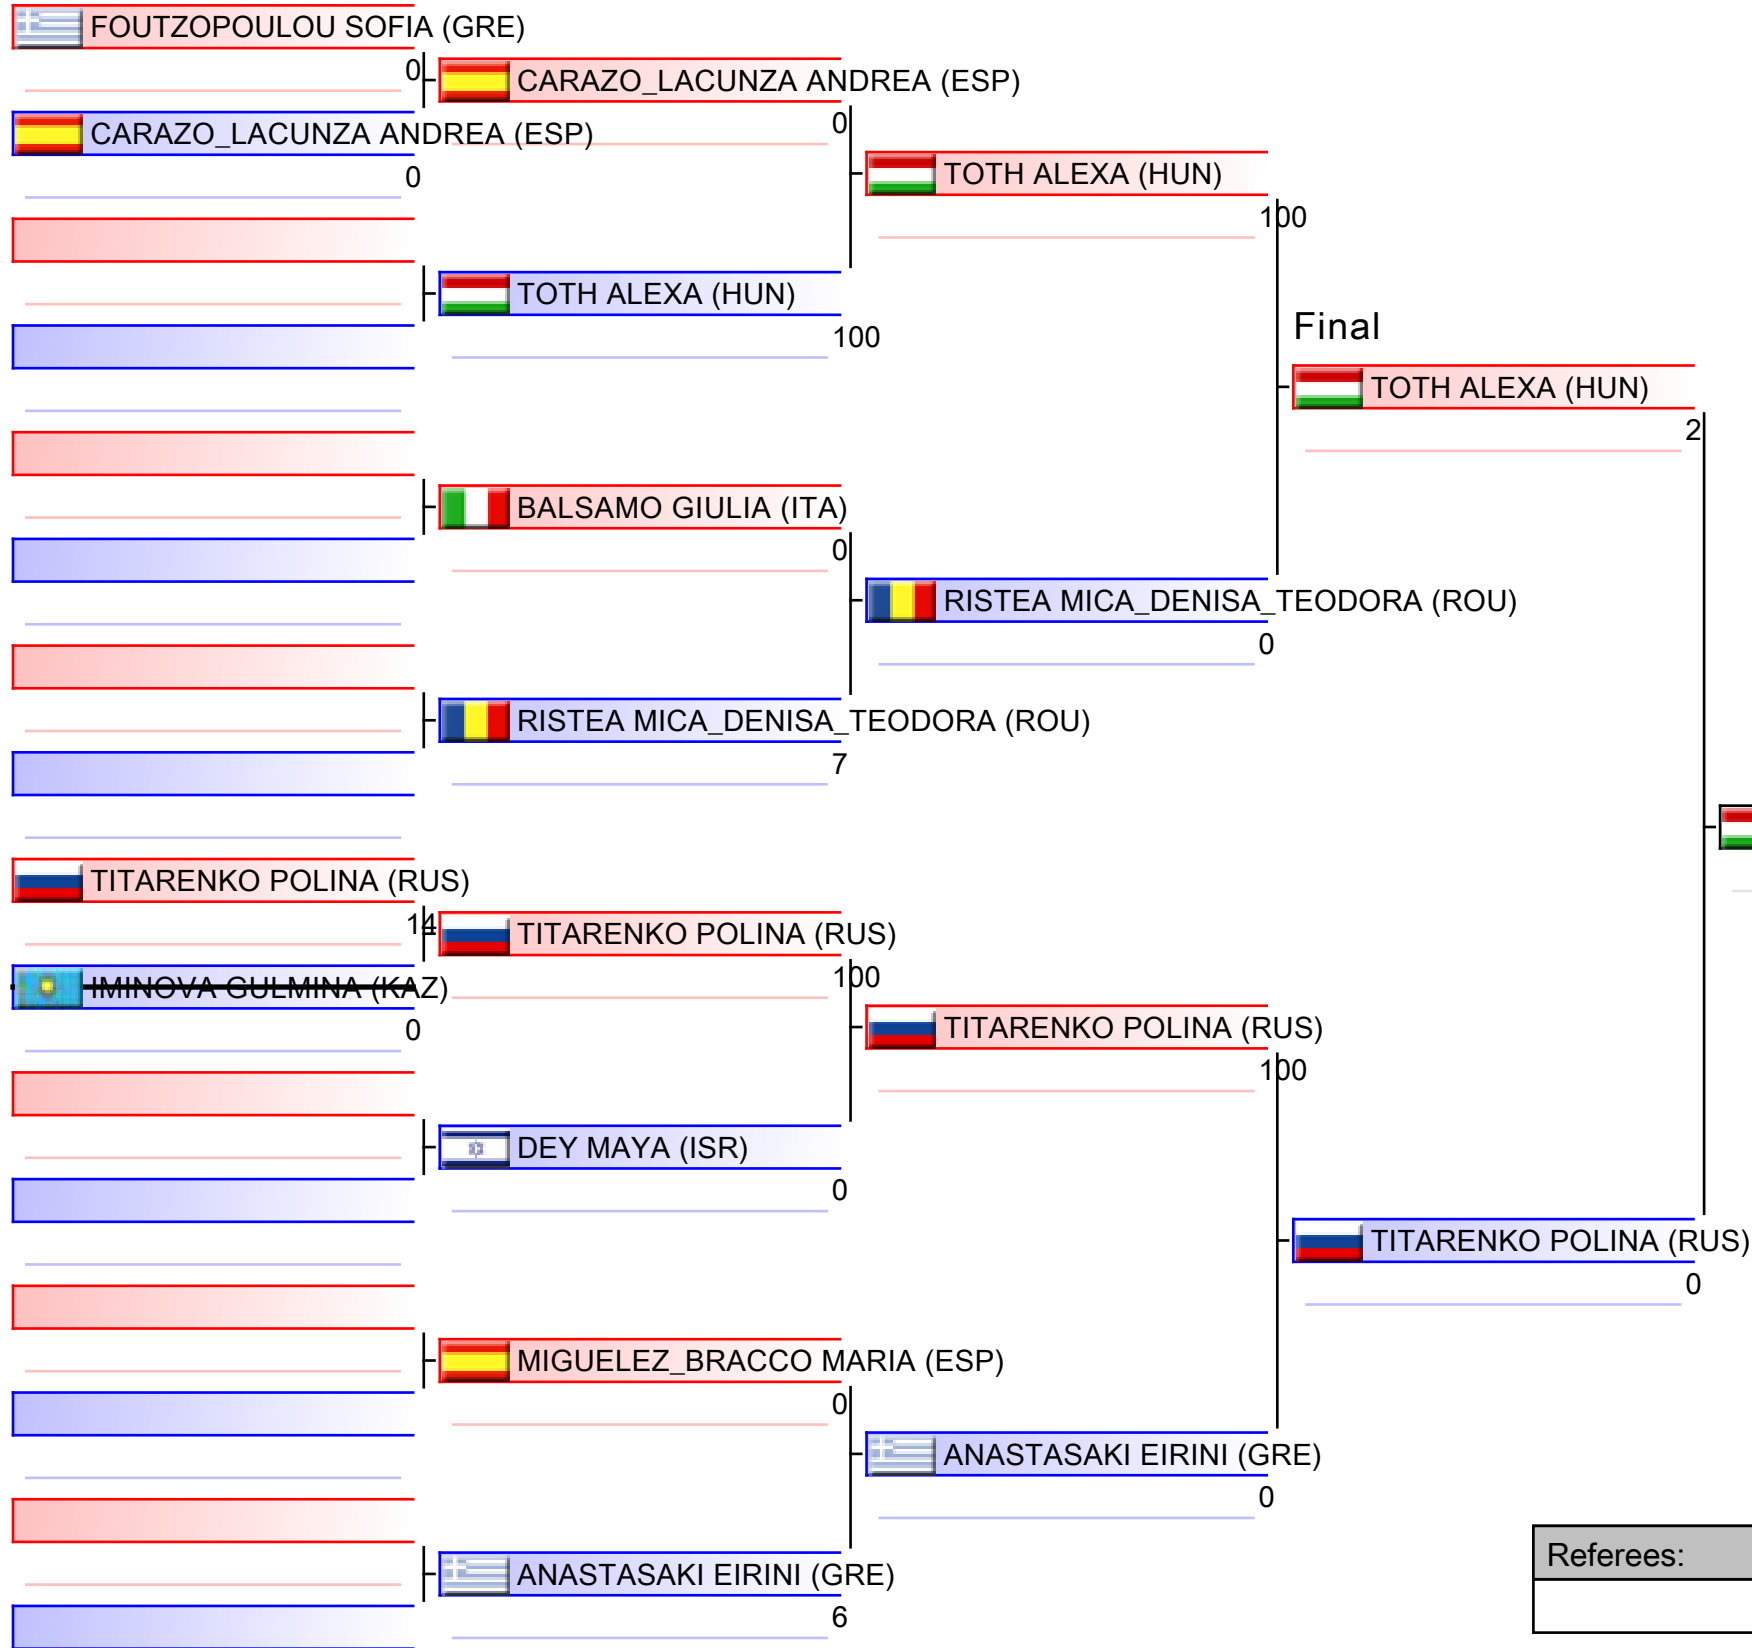 FOUTZOPOULOU SOFIA (GRE)
0
CARAZO_LACUNZA ANDREA (ESP)
0
CARAZO_LACUNZA ANDREA (ESP)
0
TOTH ALEXA (HUN)
100
TOTH ALEXA (HUN)
100
Final
TOTH ALEXA (HUN)
2
BALSAMO GIULIA (ITA)
0
RISTEA MICA_DENISA_TEODORA (ROU)
0
RISTEA MICA_DENISA_TEODORA (ROU)
7
TITARENKO POLINA (RUS)
14
TITARENKO POLINA (RUS)
100
IMINOVA GULMINA (KAZ)
0
TITARENKO POLINA (RUS)
100
DEY MAYA (ISR)
0
TITARENKO POLINA (RUS)
0
MIGUELEZ_BRACCO MARIA (ESP)
0
ANASTASAKI EIRINI (GRE)
0
ANASTASAKI EIRINI (GRE)
6
Referees: